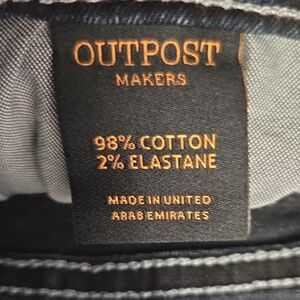 OUTPOST
MAKERS
98% COTTON
2% ELASTANE
MADE IN UNITED
ARAB EMIRATES